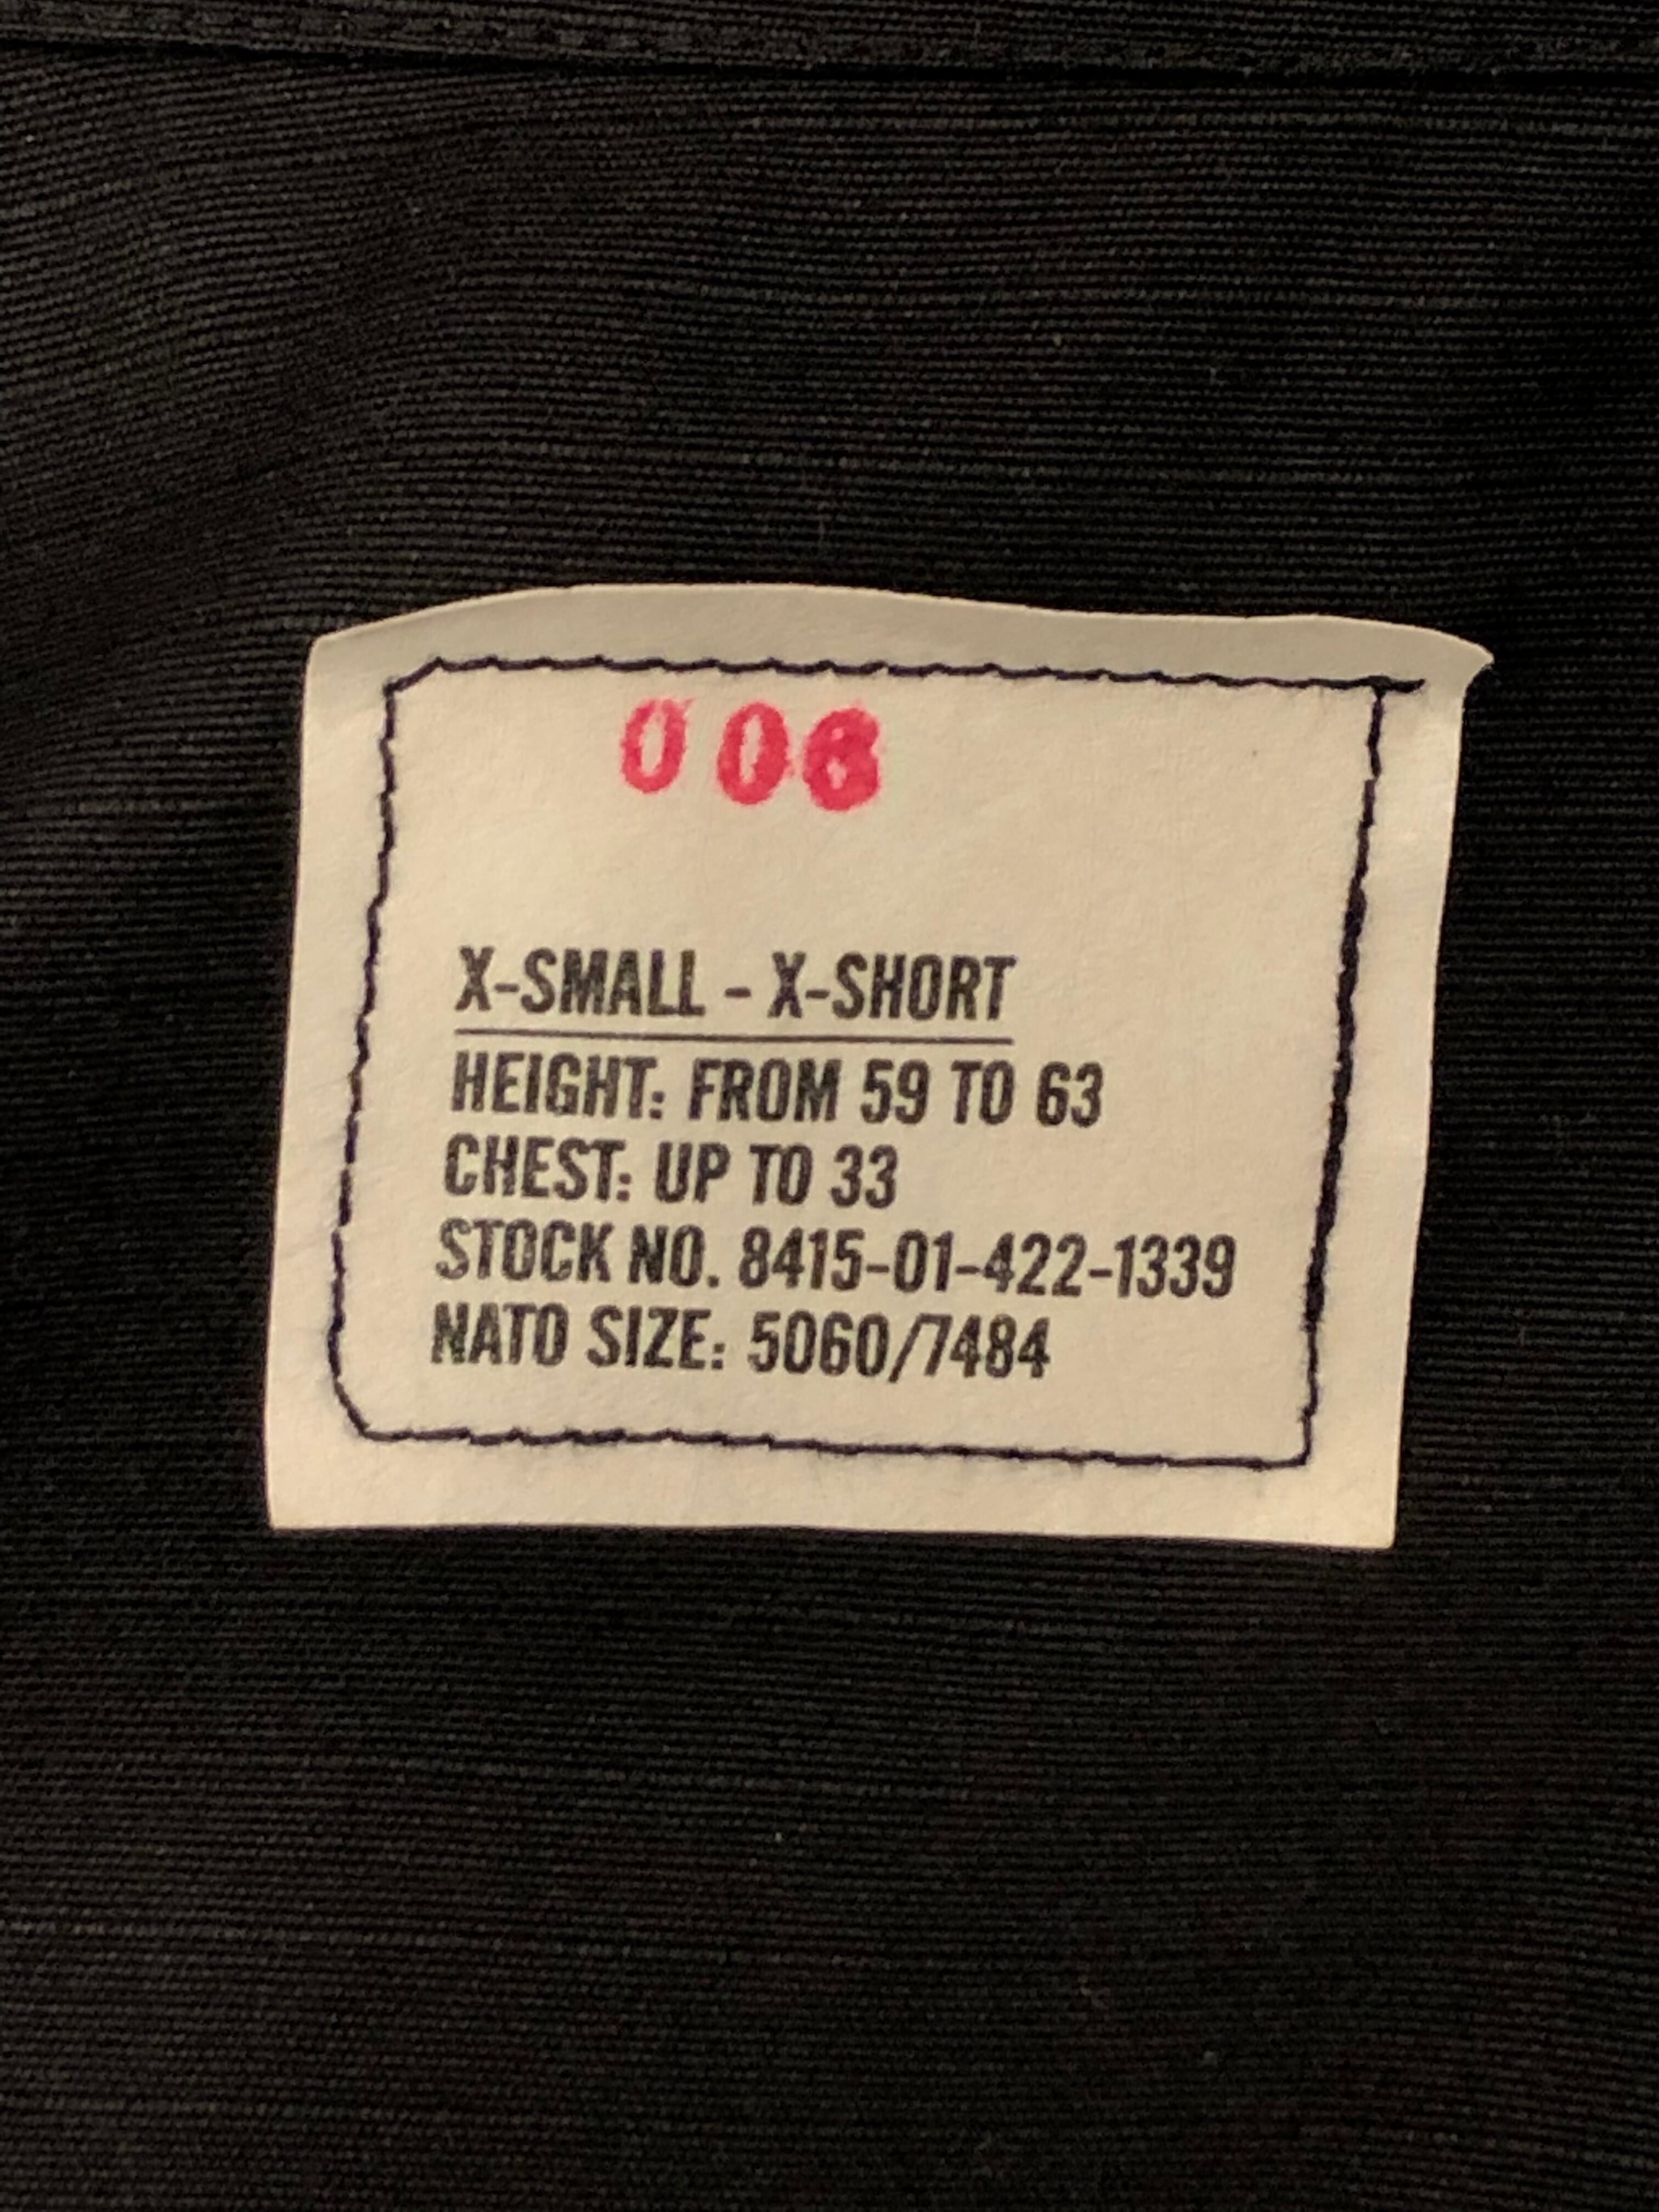 006
X-SMALL - X-SHORT
HEIGHT: FROM 59 TO 63
CHEST: UP TO 33
STOCK NO. 8415-01-422-1339
NATO SIZE: 5060/7484